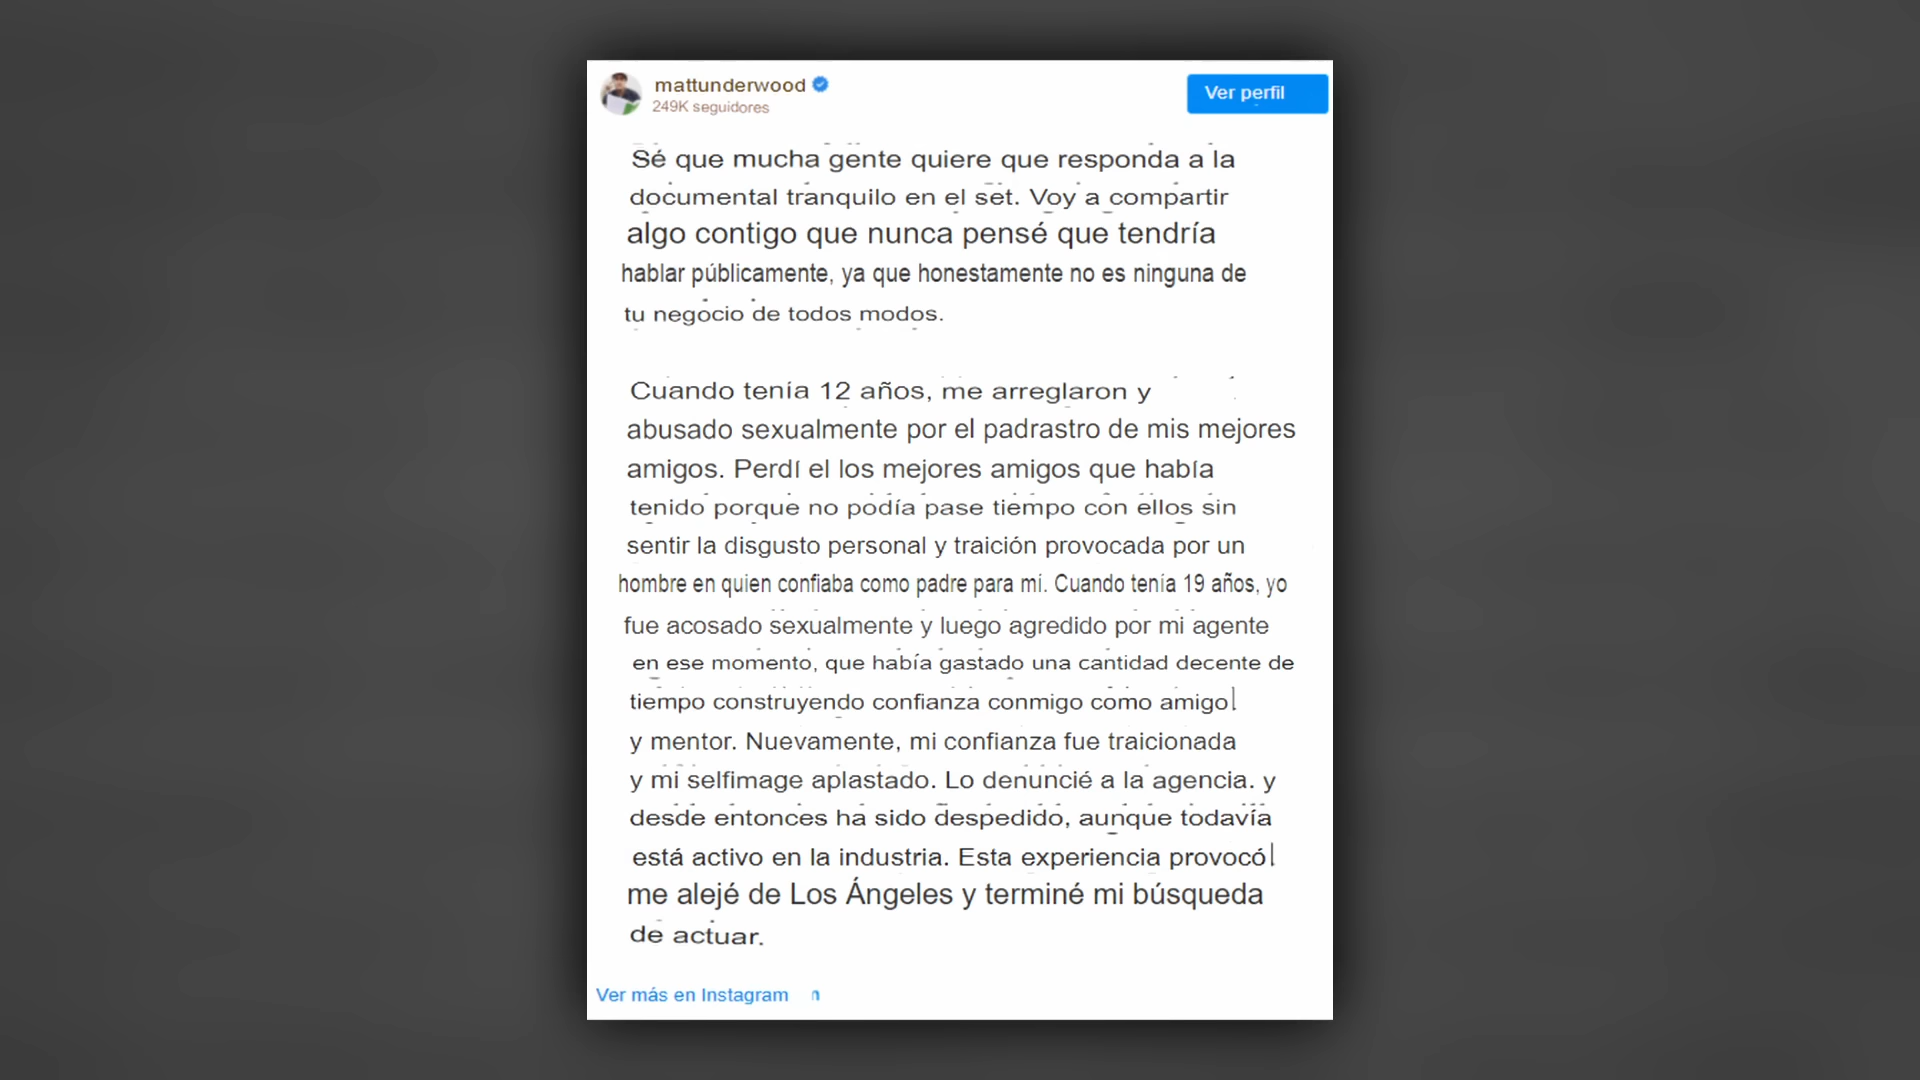 mattunderwood
249K seguidores
Ver perfil
Sé que mucha gente quiere que responda a la
documental tranquilo en el set. Voy a compartir
algo contigo que nunca pensé que tendría
hablar públicamente, ya que honestamente no es ninguna de
tu negocio de todos modos.
Cuando tenía 12 años, me arreglaron y
abusado sexualmente por el padrastro de mis mejores
amigos. Perdí el los mejores amigos que había
tenido porque no podía pase tiempo con ellos sin
sentir la disgusto personal y traición provocada por un
hombre en quien confiaba como padre para mí. Cuando tenía 19 años, yo
fue acosado sexualmente y luego agredido por mi agente
en ese momento, que había gastado una cantidad decente de
tiempo construyendo confianza conmigo como amigo
y mentor. Nuevamente, mi confianza fue traicionada
y mi selfimage aplastado. Lo denuncié a la agencia. y
desde entonces ha sido despedido, aunque todavía
está activo en la industria. Esta experiencia provocó
me alejé de Los Ángeles y terminé mi búsqueda
de actuar.
Ver más en Instagram